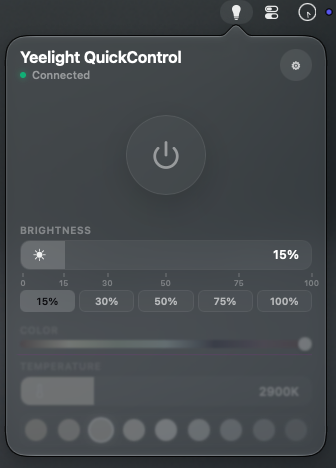 Yeelight QuickControl
Connected
BRIGHTNESS
15%
0 15 30 50 75 100
15% 30% 50% 75% 100%
COLOR
TEMPERATURE
2900K